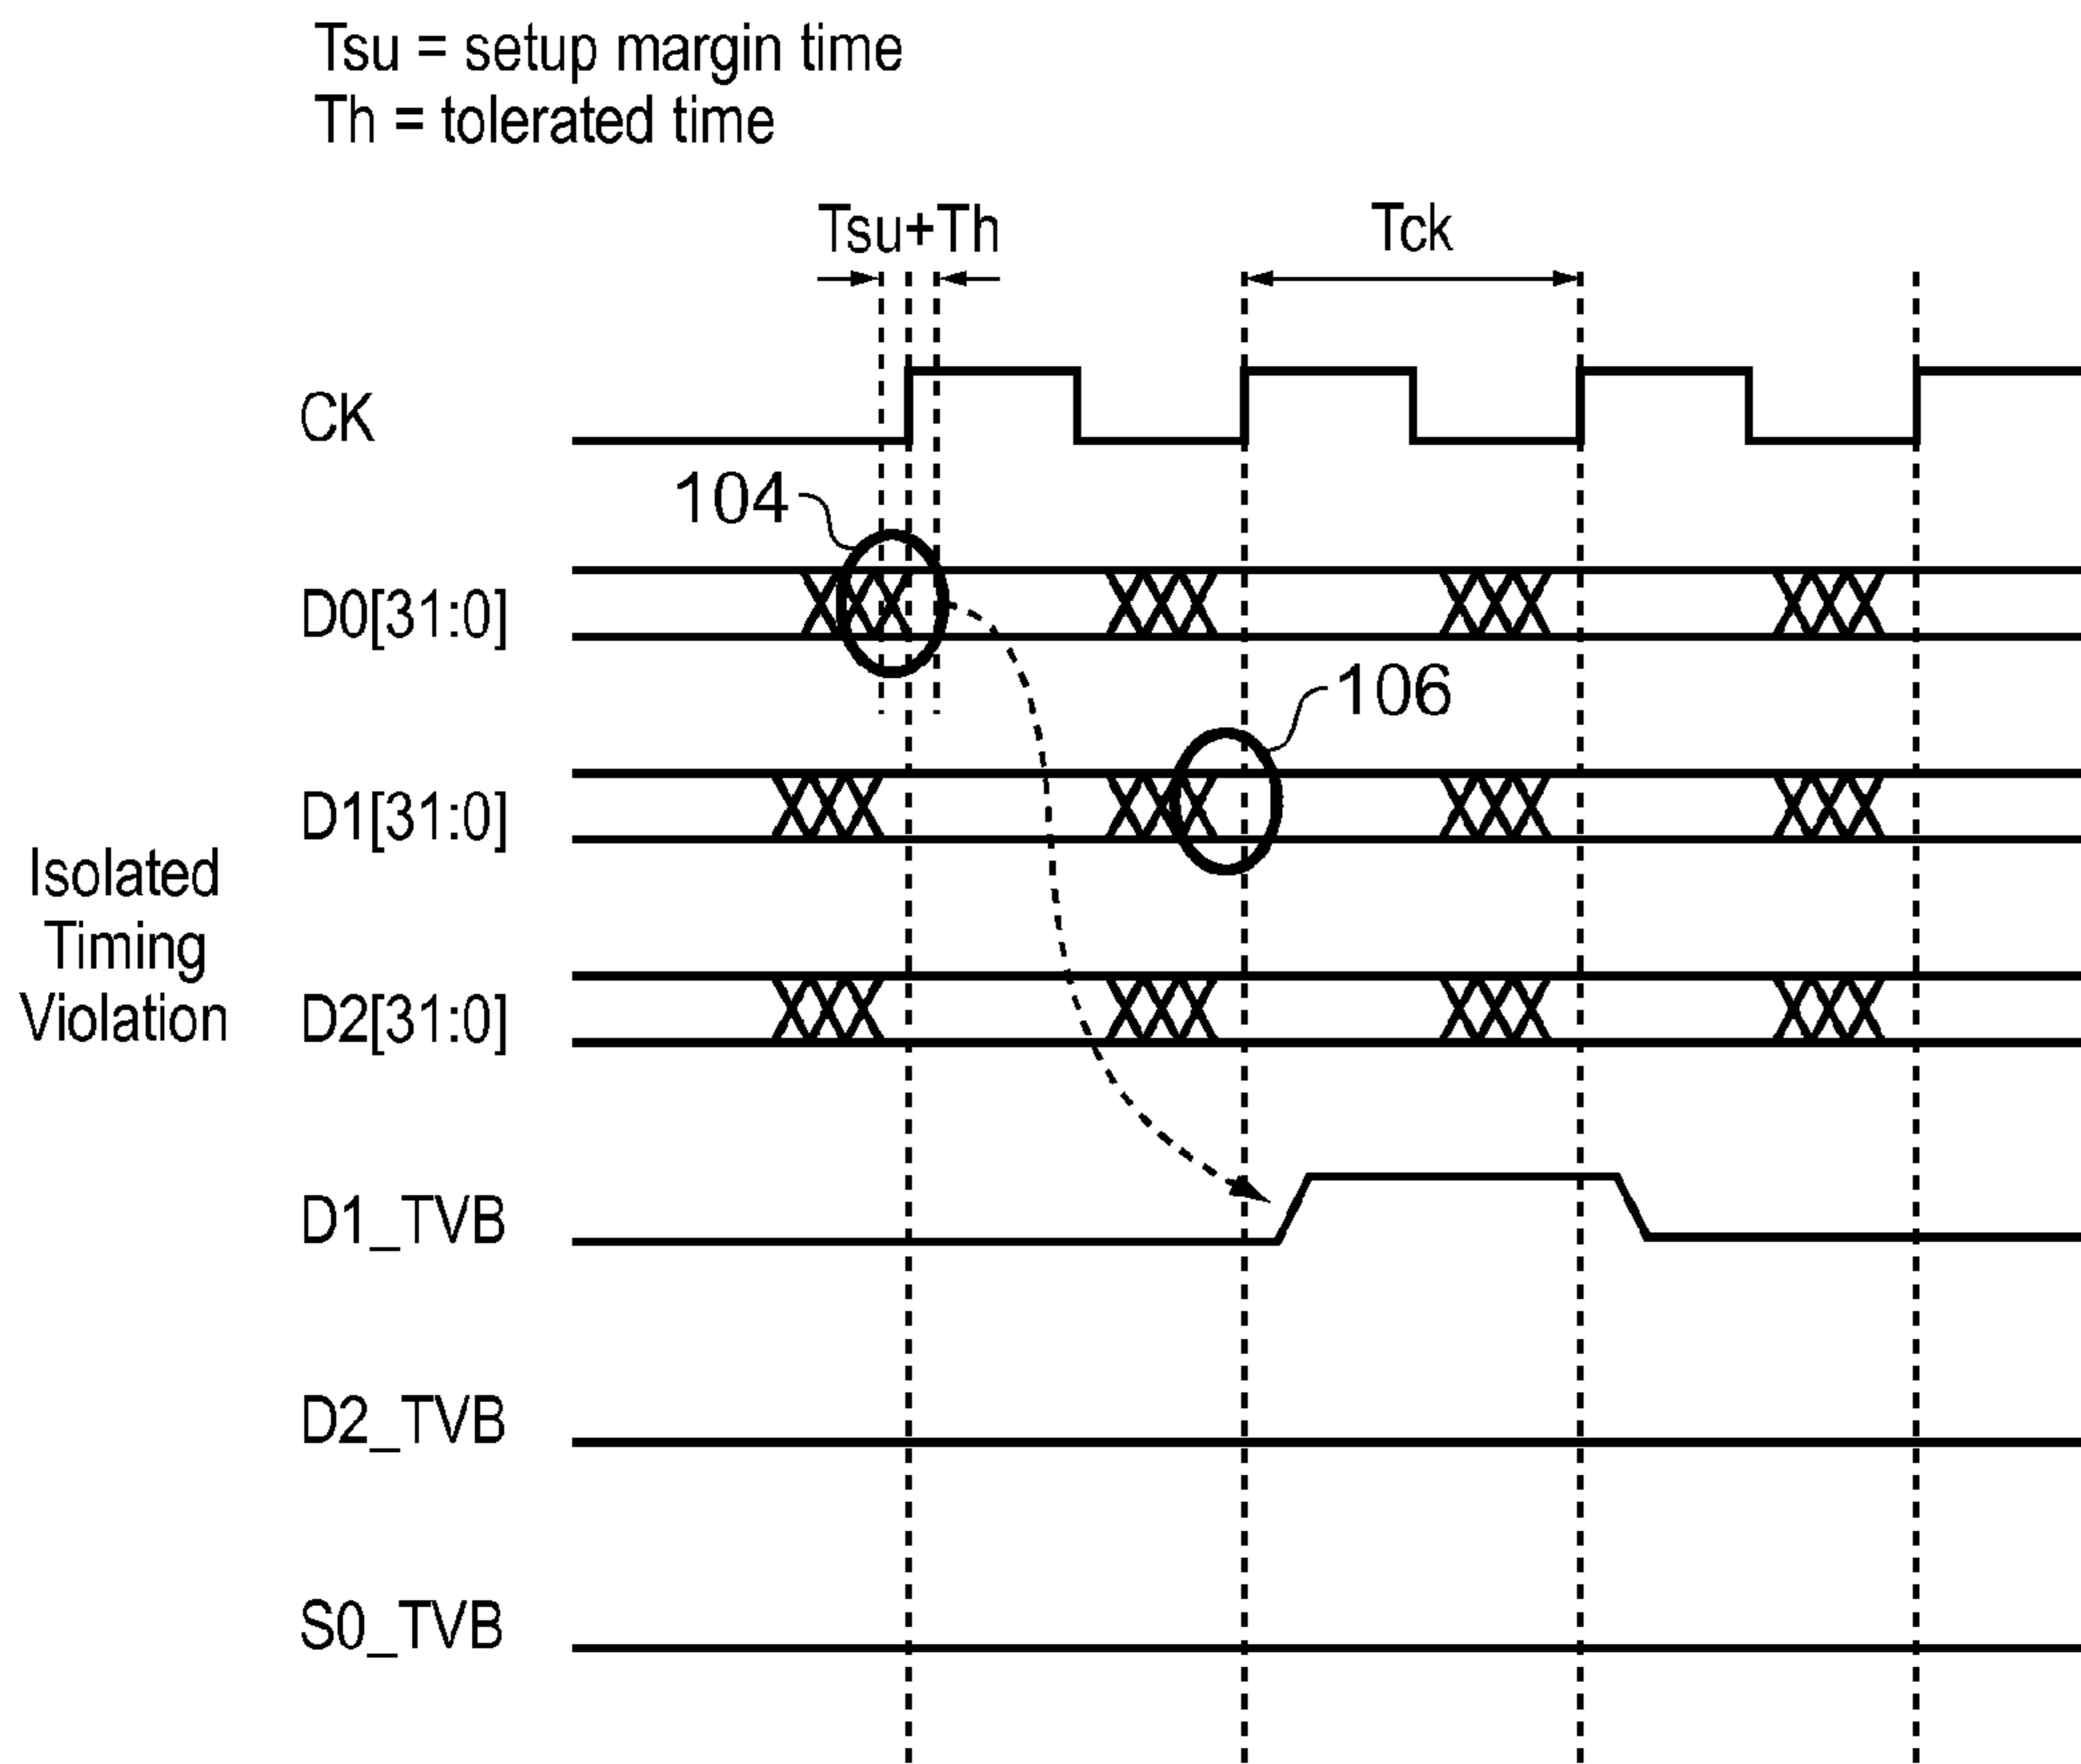 Tsu = setup margin time
Th = tolerated time
Tsu+Th
Tck
CK
104
D0[31:0]
106
D1[31:0]
Isolated
Timing
Violation
D2[31:0]
D1_TVB
D2_TVB
S0_TVB